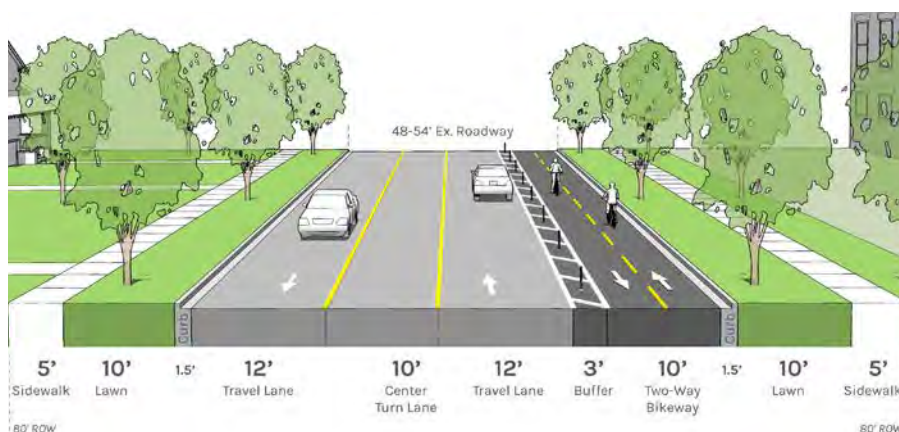 48-54' Ex. Roadway
Curb
Curb
5' 10' 1.5' 12' 10' 12' 3' 10' 1.5' 10' 5'
Sidewalk Lawn Travel Lane Center Travel Lane Buffer Two-Way Lawn Sidewalk
Turn Lane Bikeway
80' ROW 80' ROW